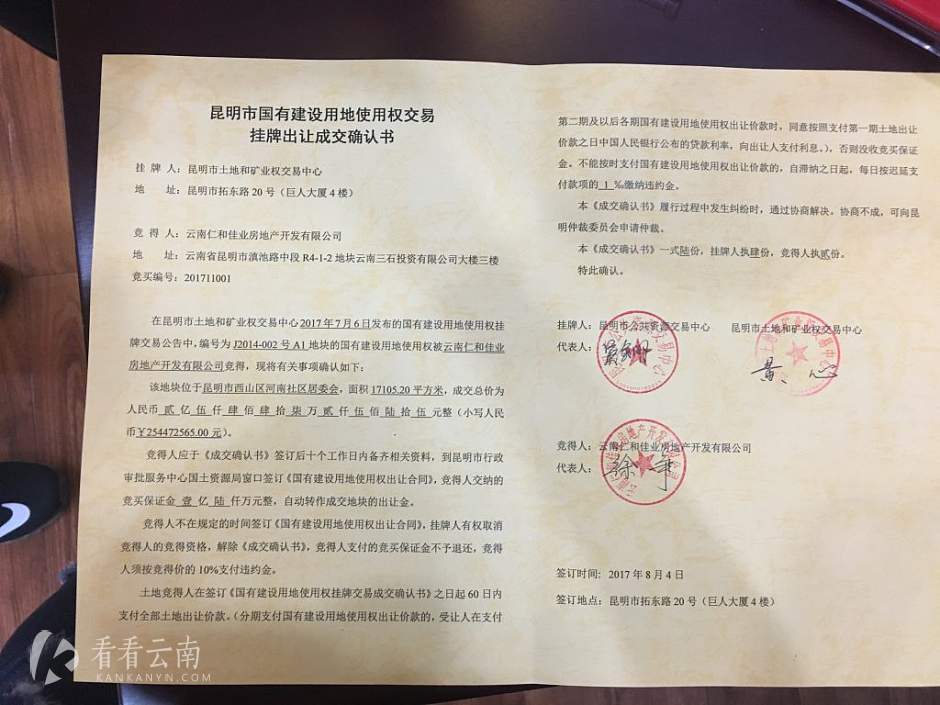 昆明市国有建设用地使用权交易
挂牌出让成交确认书
挂 牌 人：昆明市土地和矿业权交易中心
地　　址：昆明市拓东路 20 号（巨人大厦 4 楼）
竞 得 人：云南仁和佳业房地产开发有限公司
地　　址：云南省昆明市滇池路中段 R4-1-2 地块云南三石投资有限公司大楼三楼
竞买编号：201711001
在昆明市土地和矿业权交易中心 2017 年 7 月 6 日发布的国有建设用地使用权挂
牌交易公告中，编号为 J2014-002 号 A1 地块的国有建设用地使用权被云南仁和佳业
房地产开发有限公司竞得，现将有关事项确认如下：
该地块位于昆明市西山区河南社区居委会，面积 17105.20 平方米，成交总价为
人民币 贰 亿 伍 仟 肆 佰 肆 拾 柒 万 贰 仟 伍 佰 陆 拾 伍 元整（小写人民
币￥254472565.00 元）。
竞得人应于《成交确认书》签订后十个工作日内备齐相关资料，到昆明市行政
审批服务中心国土资源局窗口签订《国有建设用地使用权出让合同》，竞得人交纳的
竞买保证金 壹 亿 陆 仟万元整，自动转作成交地块的出让金。
竞得人不在规定的时间签订《国有建设用地使用权出让合同》，挂牌人有权取消
竞得人的竞得资格，解除《成交确认书》，竞得人支付的竞买保证金不予退还，竞得
人须按竞得价的 10%支付违约金。
土地竞得人在签订《国有建设用地使用权挂牌交易成交确认书》之日起 60 日内
支付全部土地出让价款，（分期支付国有建设用地使用权出让价款的，受让人在支付
第二期及以后各期国有建设用地使用权出让价款时，同意按照支付第一期土地出让
价款之日中国人民银行公布的贷款利率，向出让人支付利息。），否则没收竞买保证
金。不能按时支付国有建设用地使用权出让价款的，自滞纳之日起，每日按迟延支
付款项的 1 ‰缴纳违约金。
本《成交确认书》履行过程中发生纠纷时，通过协商解决。协商不成，可向昆
明仲裁委员会申请仲裁。
本《成交确认书》一式陆份，挂牌人执肆份，竞得人执贰份。
特此确认。
挂牌人：昆明市公共资源交易中心　　昆明市土地和矿业权交易中心
代表人：
竞得人：云南仁和佳业房地产开发有限公司
代表人：
签订时间：2017 年 8 月 4 日
签订地点：昆明市拓东路 20 号（巨人大厦 4 楼）
看看云南
KANKANYN.COM